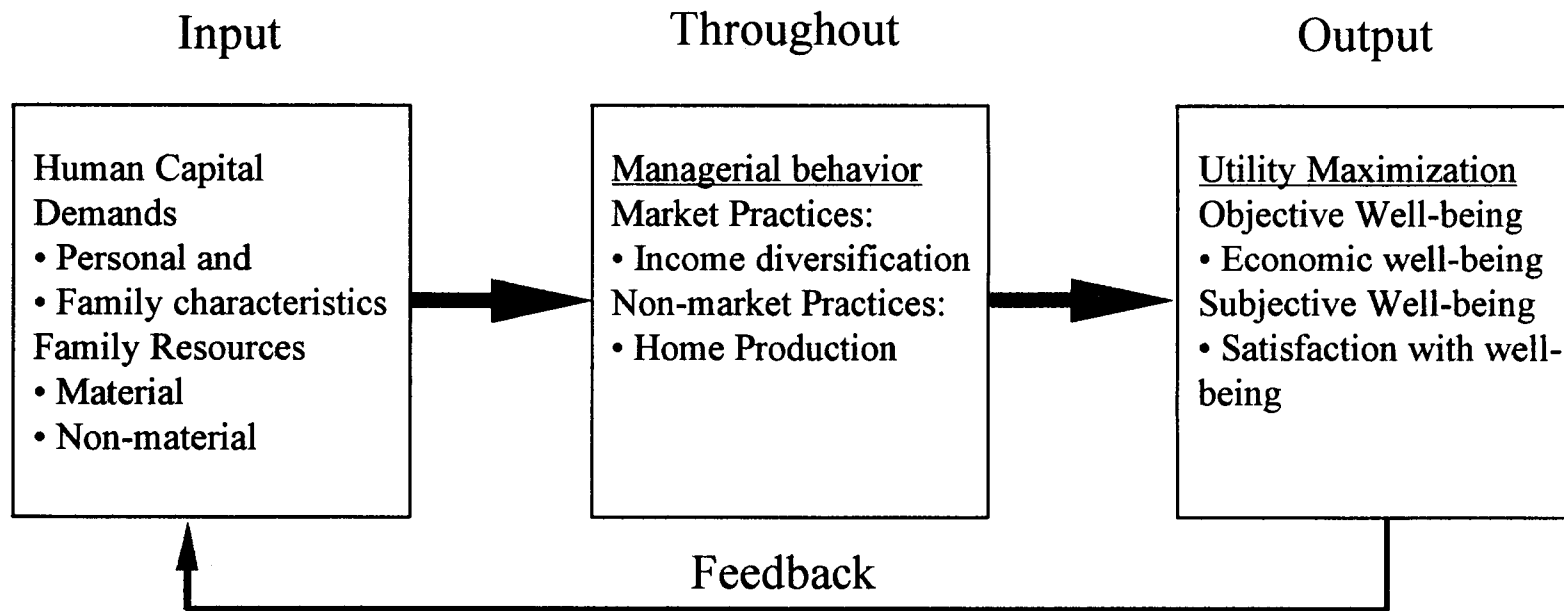 Input
Throughout
Output
Human Capital
Demands
• Personal and
• Family characteristics
Family Resources
• Material
• Non-material
Managerial behavior
Market Practices:
• Income diversification
Non-market Practices:
• Home Production
Utility Maximization
Objective Well-being
• Economic well-being
Subjective Well-being
• Satisfaction with well-
being
Feedback